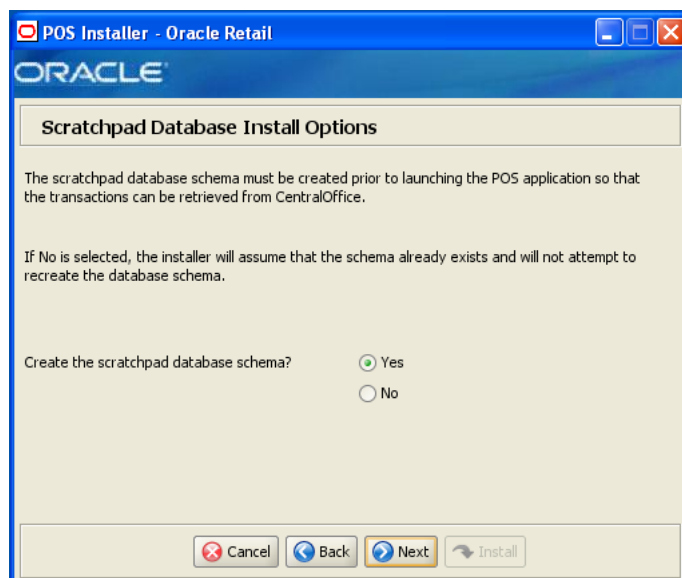 POS Installer - Oracle Retail
ORACLE
Scratchpad Database Install Options
The scratchpad database schema must be created prior to launching the POS application so that
the transactions can be retrieved from CentralOffice.
If No is selected, the installer will assume that the schema already exists and will not attempt to
recreate the database schema.
Create the scratchpad database schema? Yes
No
Cancel Back Next Install